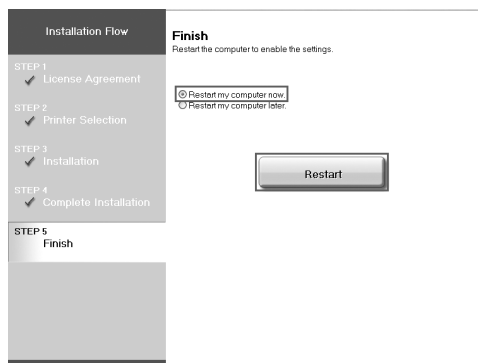 Installation Flow
STEP 1
License Agreement
STEP 2
Printer Selection
STEP 3
Installation
STEP 4
Complete Installation
STEP 5
Finish
Finish
Restart the computer to enable the settings.
Restart my computer now.
Restart my computer later.
Restart